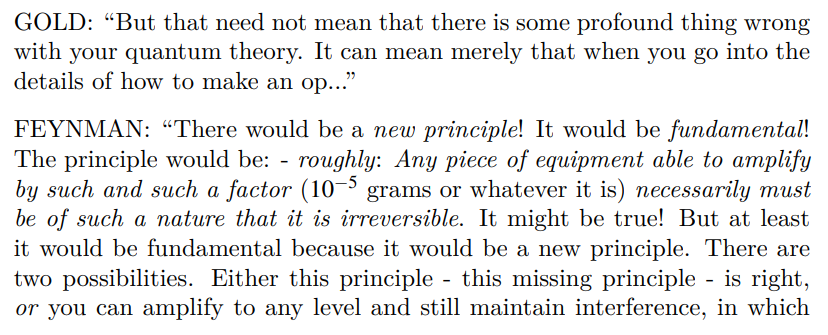 GOLD: “But that need not mean that there is some profound thing wrong
with your quantum theory. It can mean merely that when you go into the
details of how to make an op...”
FEYNMAN: “There would be a new principle! It would be fundamental!
The principle would be: - roughly: Any piece of equipment able to amplify
by such and such a factor (10⁻⁵ grams or whatever it is) necessarily must
be of such a nature that it is irreversible. It might be true! But at least
it would be fundamental because it would be a new principle. There are
two possibilities. Either this principle - this missing principle - is right,
or you can amplify to any level and still maintain interference, in which